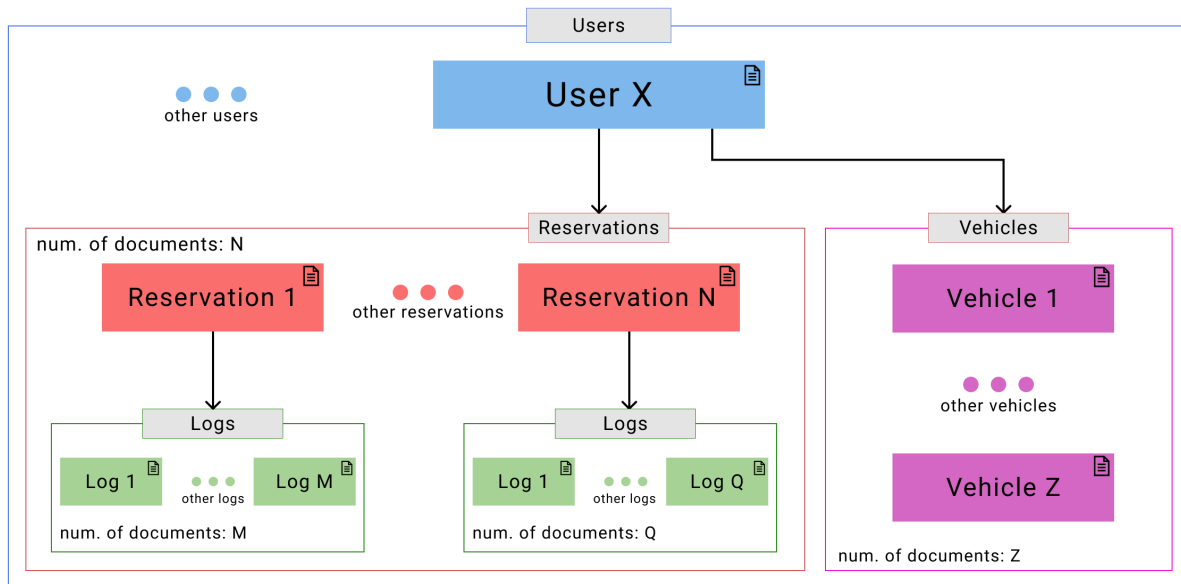 Users
User X
other users
Reservations
Vehicles
num. of documents: N
Reservation 1
other reservations
Reservation N
Vehicle 1
other vehicles
Logs
Logs
Log 1
other logs
Log M
Log 1
other logs
Log Q
Vehicle Z
num. of documents: M
num. of documents: Q
num. of documents: Z